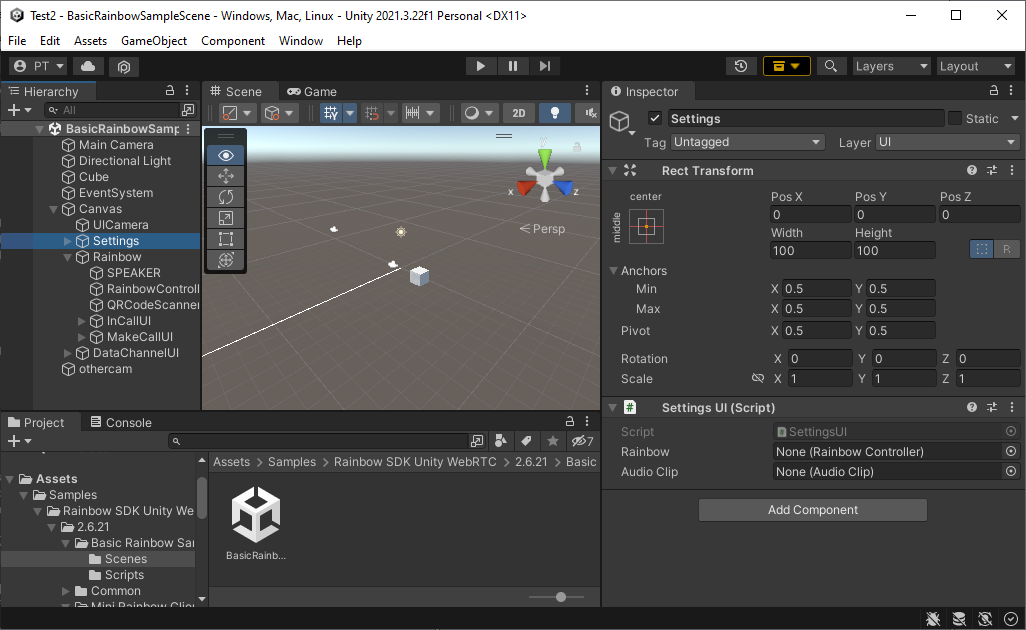 Test2 - BasicRainbowSampleScene - Windows, Mac, Linux - Unity 2021.3.22f1 Personal <DX11>
File Edit Assets GameObject Component Window Help
PT Layers Layout
Hierarchy
All
BasicRainbowSamp
Main Camera
Directional Light
Cube
EventSystem
Canvas
UICamera
Settings
Rainbow
SPEAKER
RainbowControll
QRCodeScanner
InCallUI
MakeCallUI
DataChannelUI
othercam
Scene Game
2D
x y z
Persp
Inspector
Settings Static
Tag Untagged Layer UI
Rect Transform
center
middle
Pos X Pos Y Pos Z
0 0 0
Width Height
100 100
R
Anchors
Min X 0.5 Y 0.5
Max X 0.5 Y 0.5
Pivot X 0.5 Y 0.5
Rotation X 0 Y 0 Z 0
Scale X 1 Y 1 Z 1
# Settings UI (Script)
Script SettingsUI
Rainbow None (Rainbow Controller)
Audio Clip None (Audio Clip)
Add Component
Project Console
7
Assets
Samples
Rainbow SDK Unity We
2.6.21
Basic Rainbow Sa
Scenes
Scripts
Common
Mini Rainbow Clie
Assets > Samples > Rainbow SDK Unity WebRTC > 2.6.21 > Basic
BasicRainb...